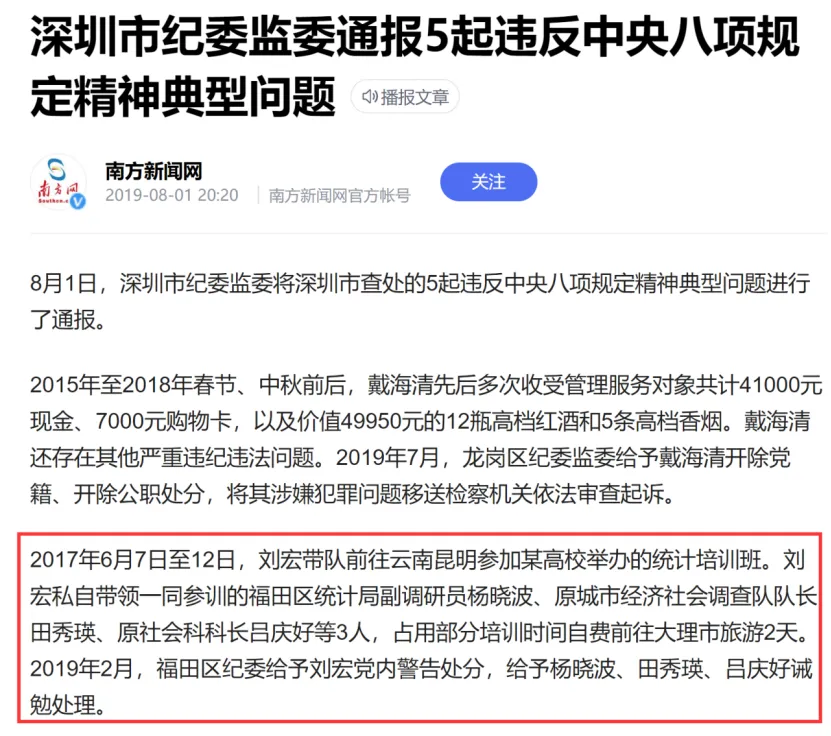 深圳市纪委监委通报5起违反中央八项规
定精神典型问题
播报文章
南方新闻网
2019-08-01 20:20
南方新闻网官方帐号
关注
南方网
Southcn.c
8月1日，深圳市纪委监委将深圳市查处的5起违反中央八项规定精神典型问题进行
了通报。
2015年至2018年春节、中秋前后，戴海清先后多次收受管理服务对象共计41000元
现金、7000元购物卡，以及价值49950元的12瓶高档红酒和5条高档香烟。戴海清
还存在其他严重违纪违法问题。2019年7月，龙岗区纪委监委给予戴海清开除党
籍、开除公职处分，将其涉嫌犯罪问题移送检察机关依法审查起诉。
2017年6月7日至12日，刘宏带队前往云南昆明参加某高校举办的统计培训班。刘
宏私自带领一同参训的福田区统计局副调研员杨晓波、原城市经济社会调查队队长
田秀瑛、原社会科科长吕庆好等3人，占用部分培训时间自费前往大理市旅游2天。
2019年2月，福田区纪委给予刘宏党内警告处分，给予杨晓波、田秀瑛、吕庆好诫
勉处理。